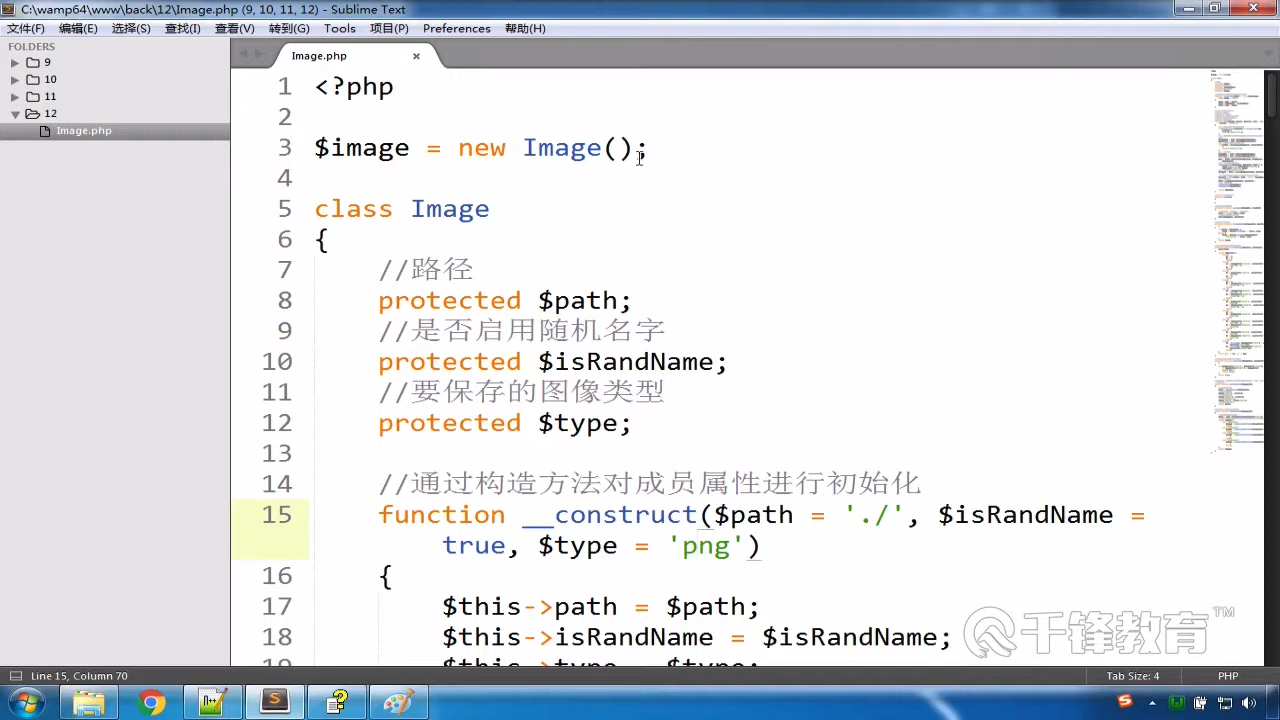 C:\wamp64\www\back\12\Image.php (9, 10, 11, 12) - Sublime Text
文件(F) 编辑(E) 选择(S) 查找(I) 查看(V) 转到(G) Tools 项目(P) Preferences 帮助(H)
FOLDERS
9
10
11
12
Image.php
Image.php
1 <?php
2
3 $image = new Image();
4
5 class Image
6 {
7 //路径
8 protected $path;
9 //是否启用随机名字
10 protected $isRandName;
11 //要保存的图像类型
12 protected $type;
13
14 //通过构造方法对成员属性进行初始化
15 function __construct($path = './', $isRandName =
true, $type = 'png')
16 {
17 $this->path = $path;
18 $this->isRandName = $isRandName;
19 $this->type = $type;
千锋教育™
Line 15, Column 70
Tab Size: 4
PHP